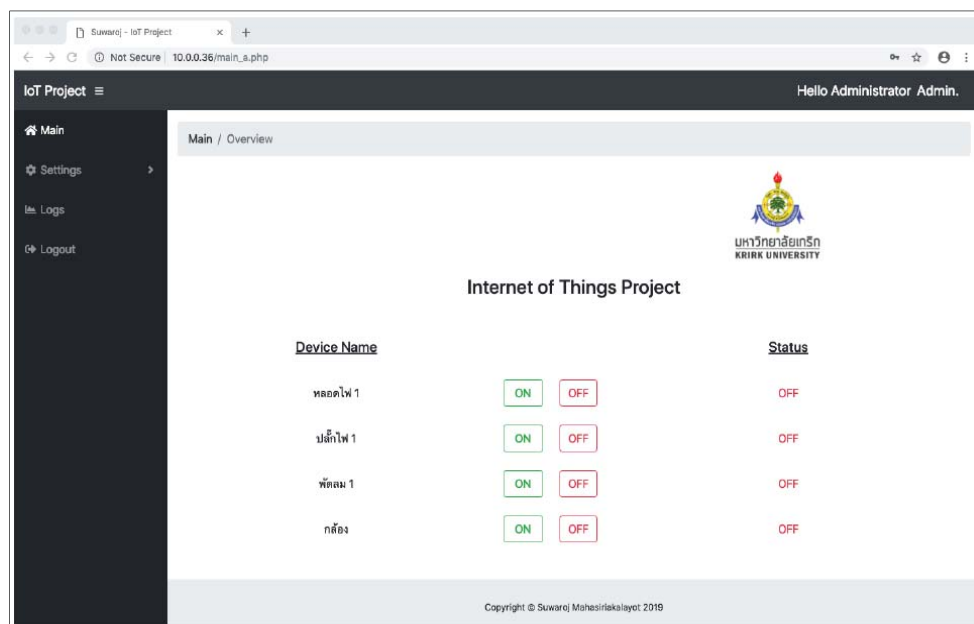 Suwaroj - IoT Project
Not Secure 10.0.0.36/main_a.php
IoT Project Hello Administrator Admin.
Main
Main / Overview
Settings
Logs
Logout
มหาวิทยาลัยเกริก
KRIRK UNIVERSITY
Internet of Things Project
Device Name Status
หลอดไฟ 1 ON OFF OFF
ปลั๊กไฟ 1 ON OFF OFF
พัดลม 1 ON OFF OFF
กล้อง ON OFF OFF
Copyright © Suwaroj Mahasiriakalayot 2019